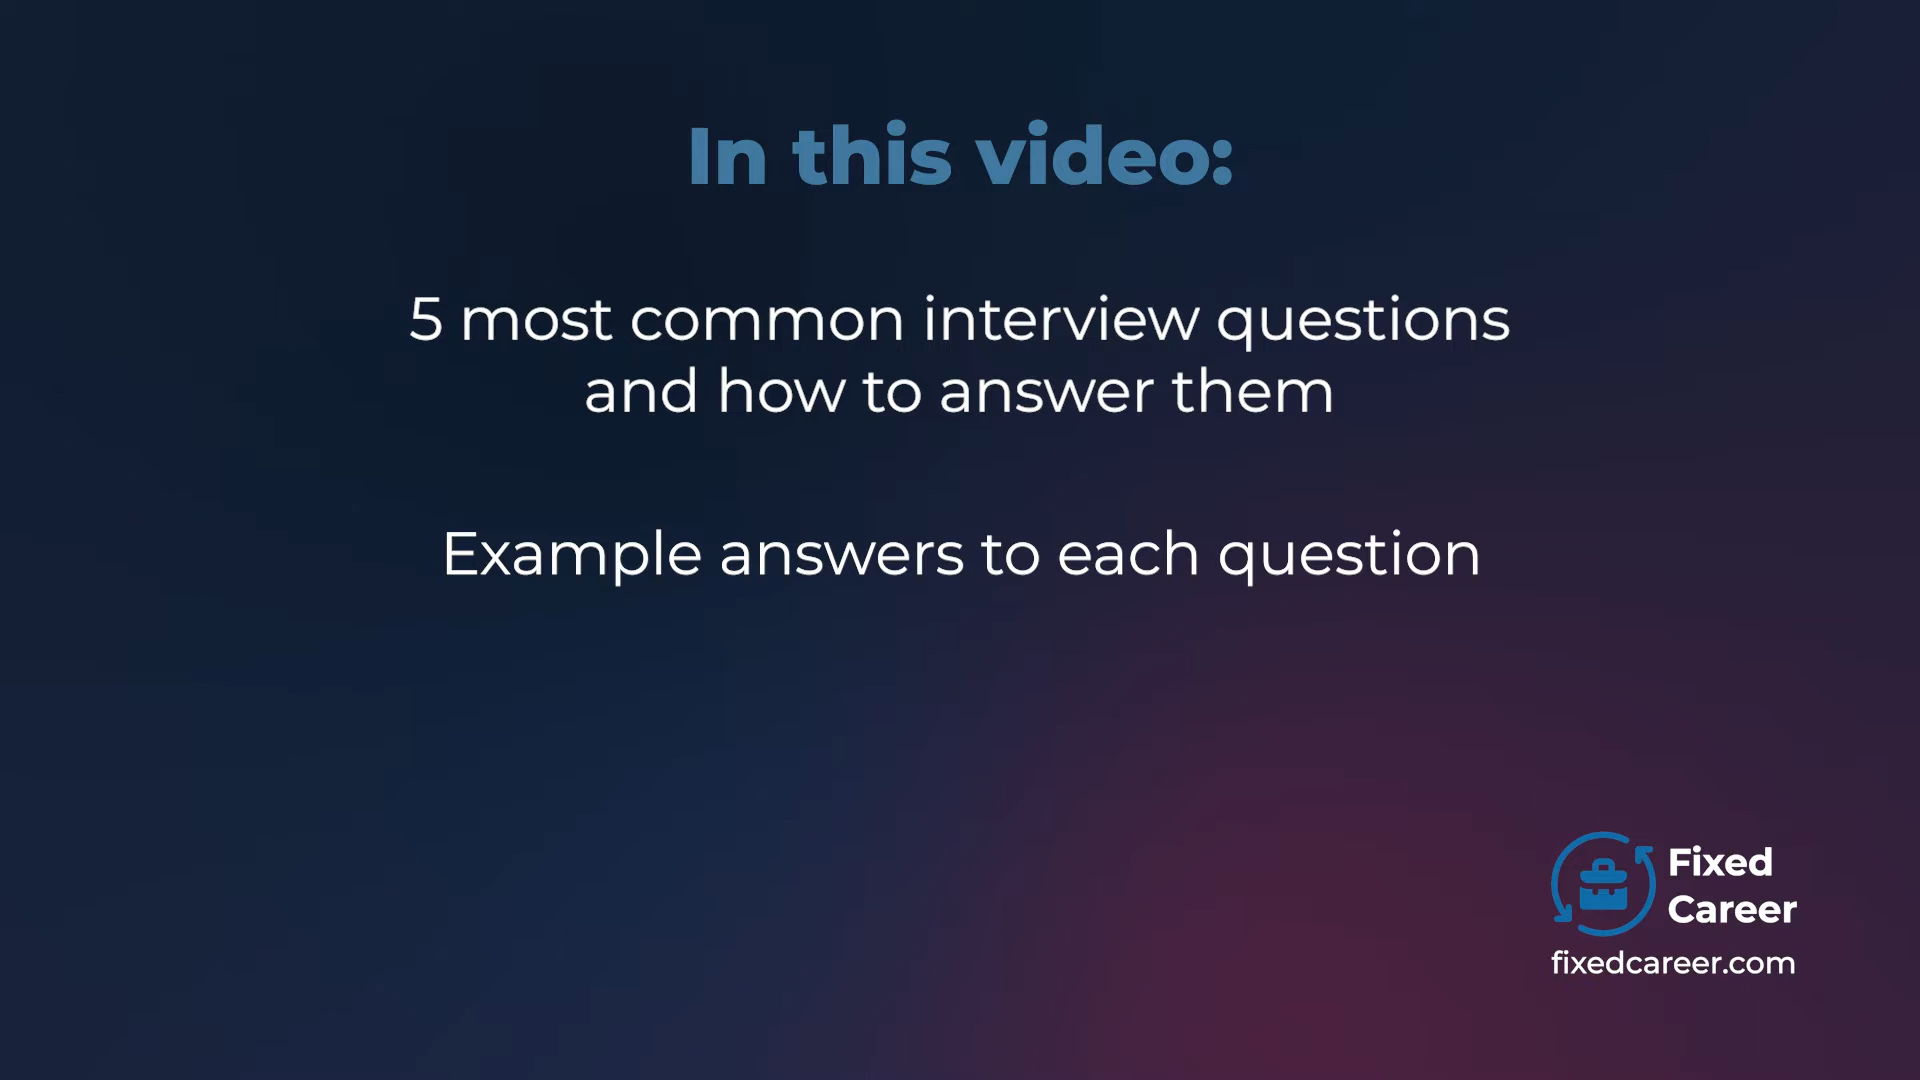 In this video:
5 most common interview questions
and how to answer them
Example answers to each question
Fixed
Career
fixedcareer.com